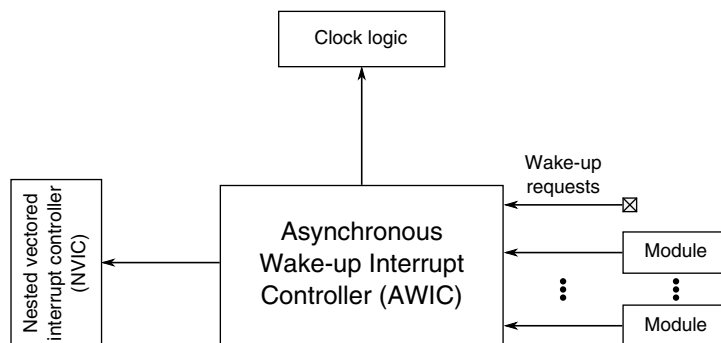 Clock logic
Wake-up
requests
Nested vectored
interrupt controller
(NVIC)
Asynchronous
Wake-up Interrupt
Controller (AWIC)
Module
Module